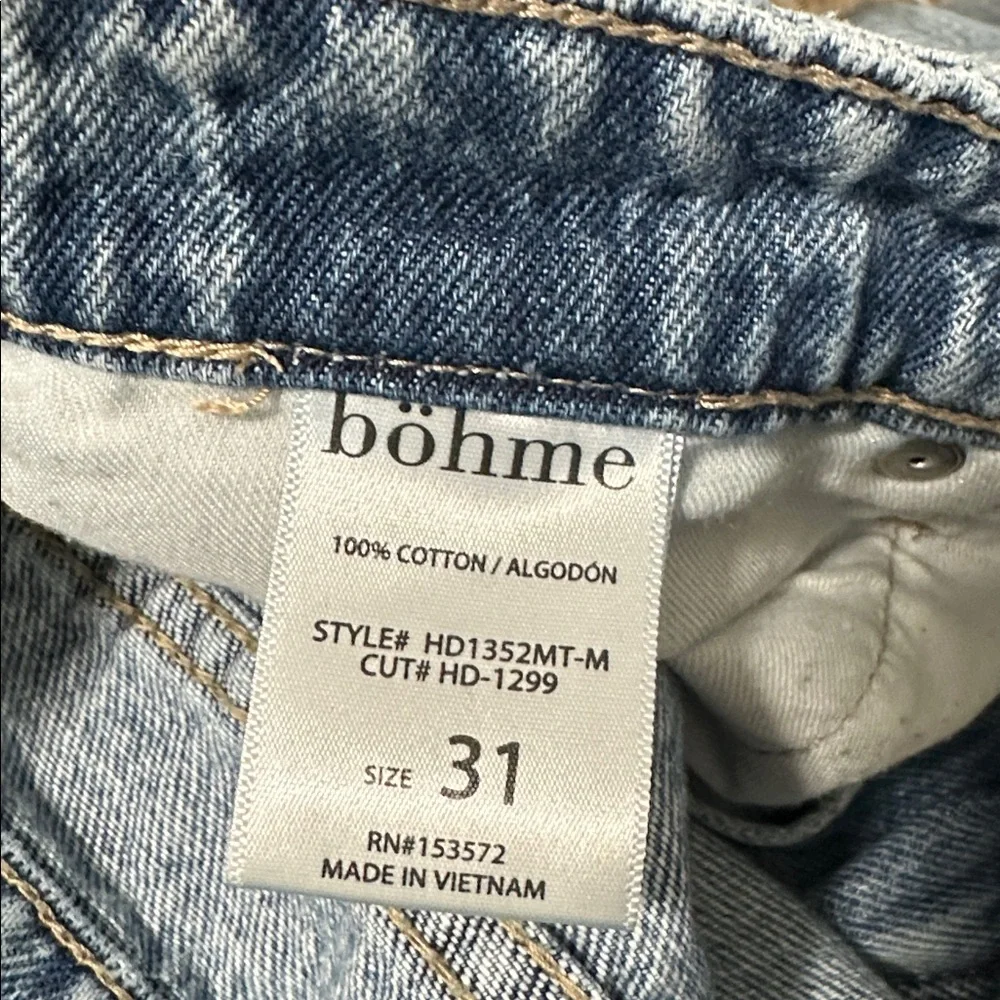 böhme
100% COTTON / ALGODÓN
STYLE# HD1352MT-M
CUT# HD-1299
SIZE 31
RN#153572
MADE IN VIETNAM